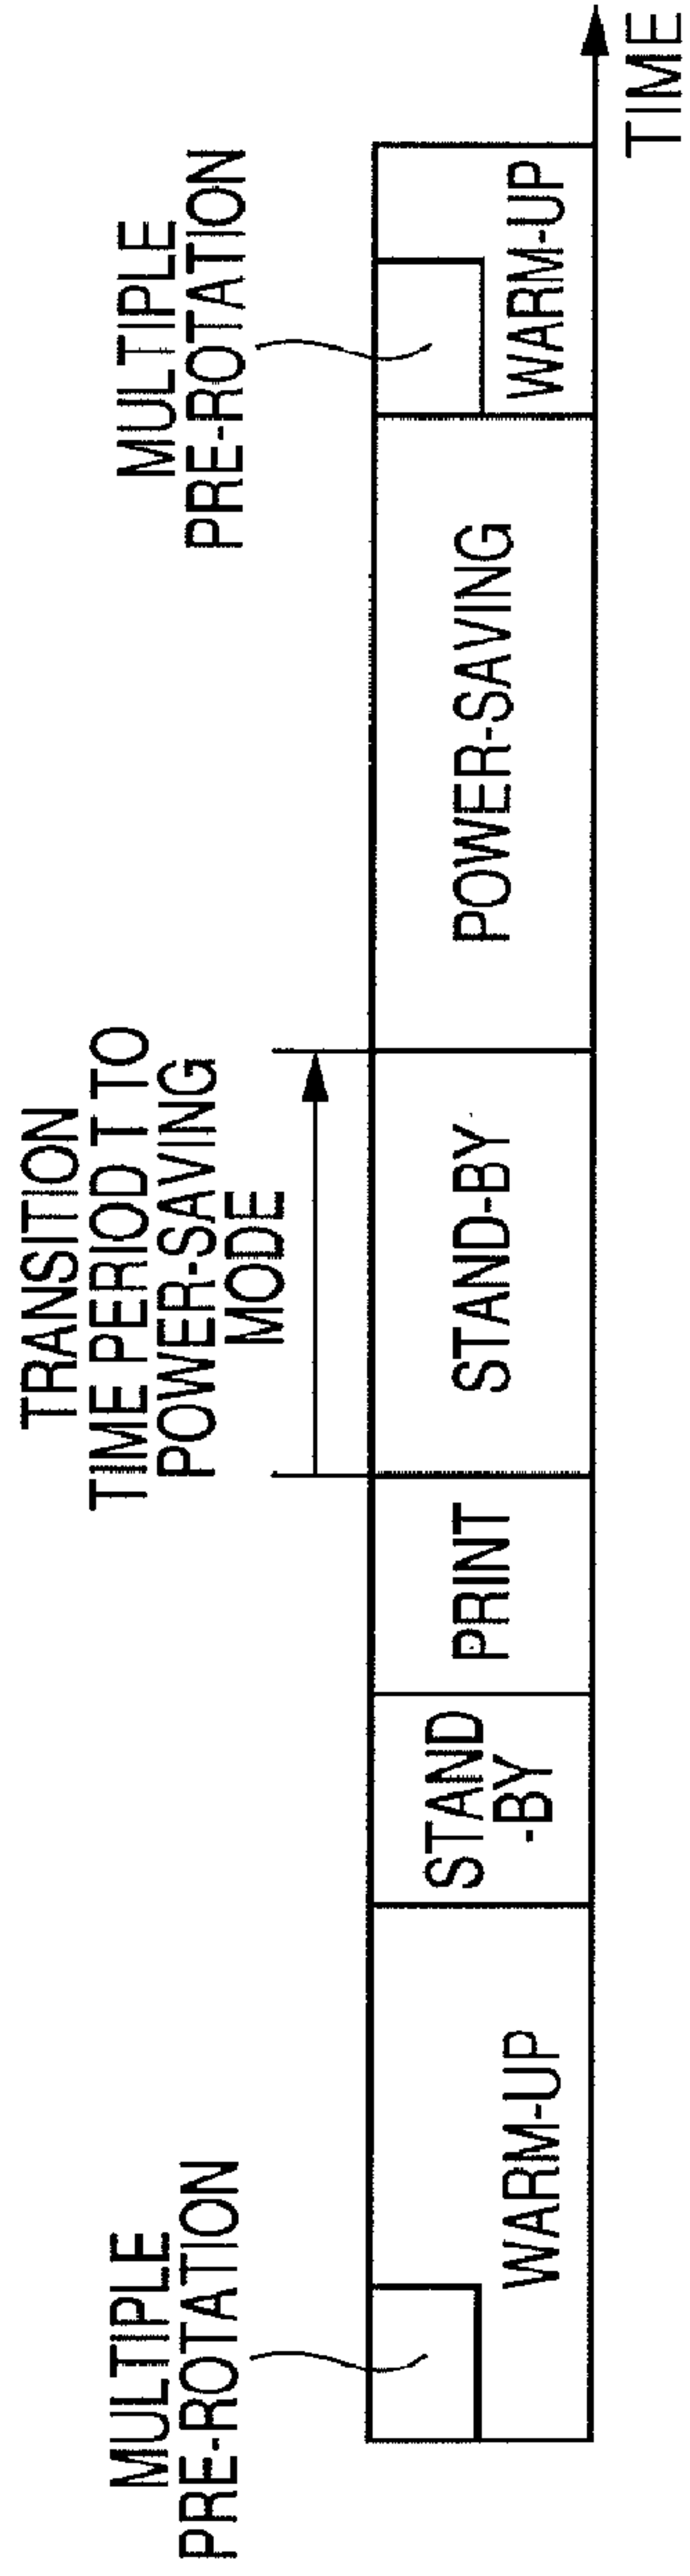 MULTIPLE
PRE-ROTATION
TRANSITION
TIME PERIOD T TO
POWER-SAVING
MODE
MULTIPLE
PRE-ROTATION
WARM-UP
STAND
-BY
PRINT
STAND-BY
POWER-SAVING
WARM-UP
TIME